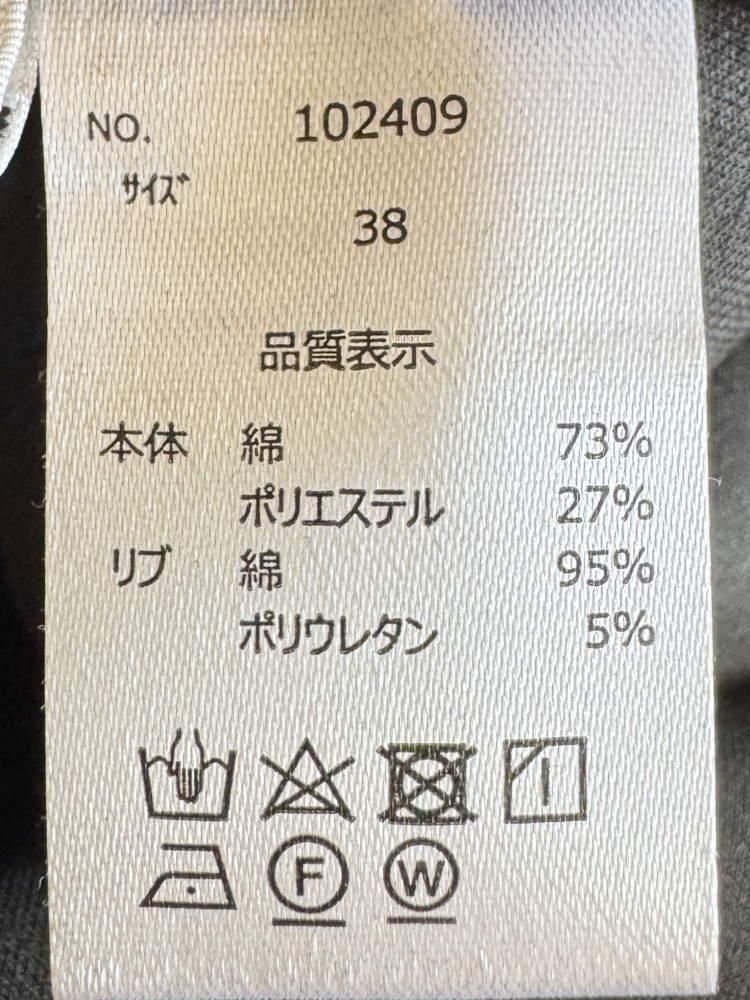 NO. 102409
サイズ
38
品質表示
本体 綿 73%
ポリエステル 27%
リブ 綿 95%
ポリウレタン 5%
F W